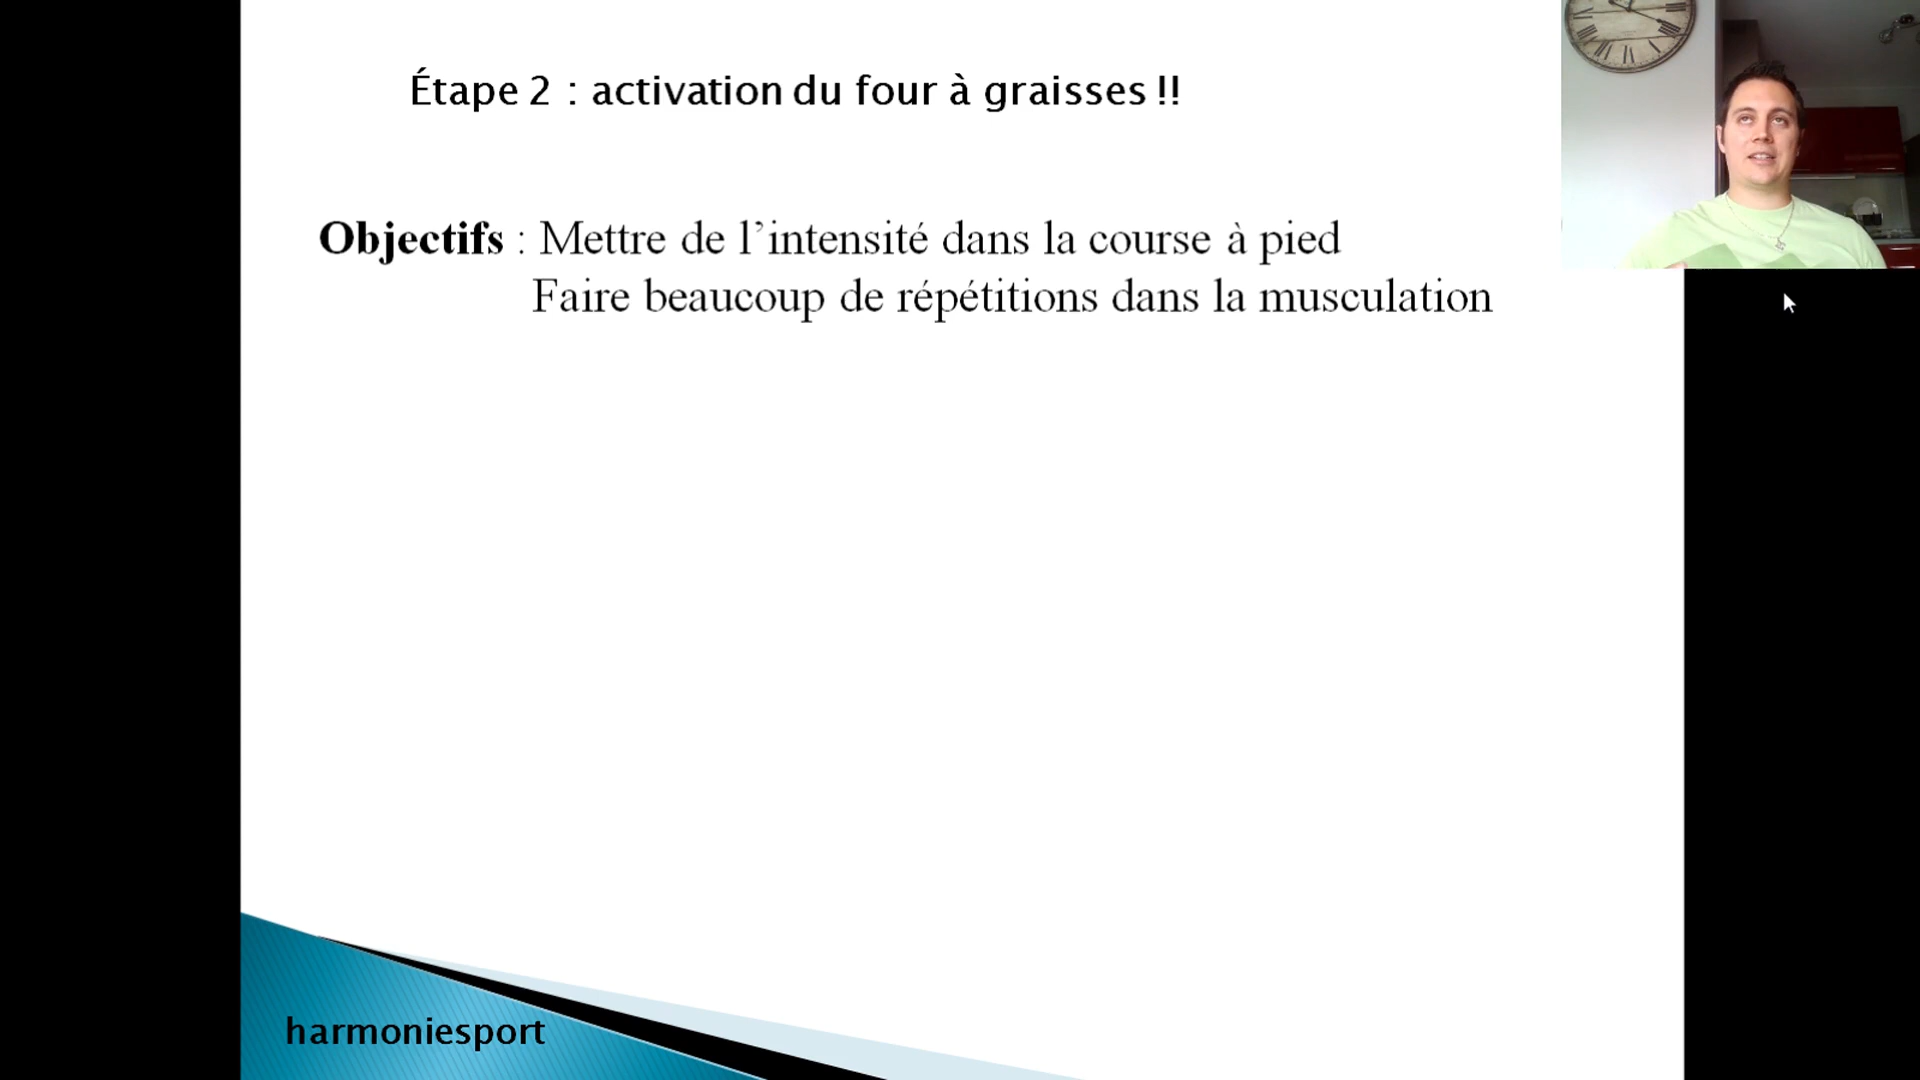 Étape 2 : activation du four à graisses !!
Objectifs : Mettre de l’intensité dans la course à pied
Faire beaucoup de répétitions dans la musculation
harmoniesport